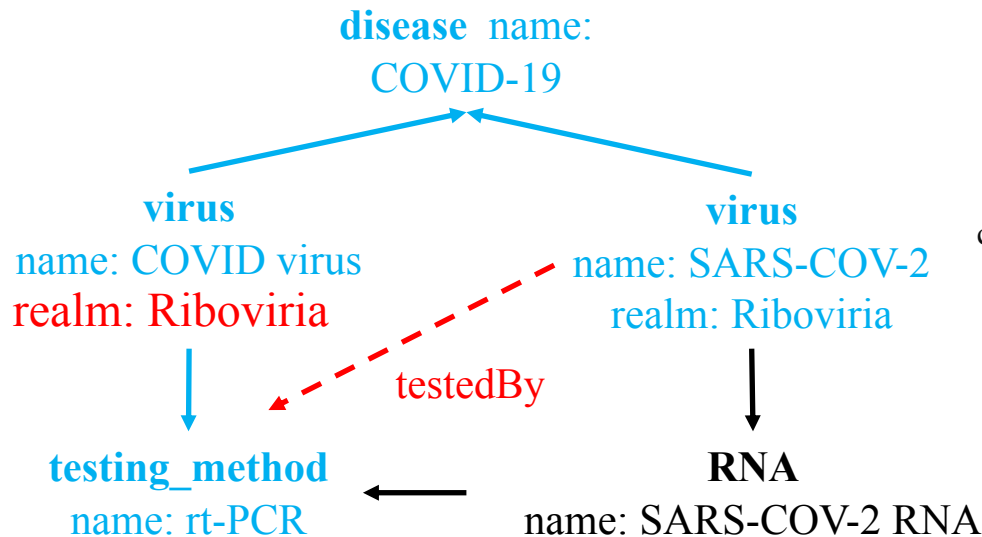 disease name:
COVID-19
virus
name: COVID virus
realm: Riboviria
virus
name: SARS-COV-2
realm: Riboviria
testedBy
testing_method
name: rt-PCR
RNA
name: SARS-COV-2 RNA